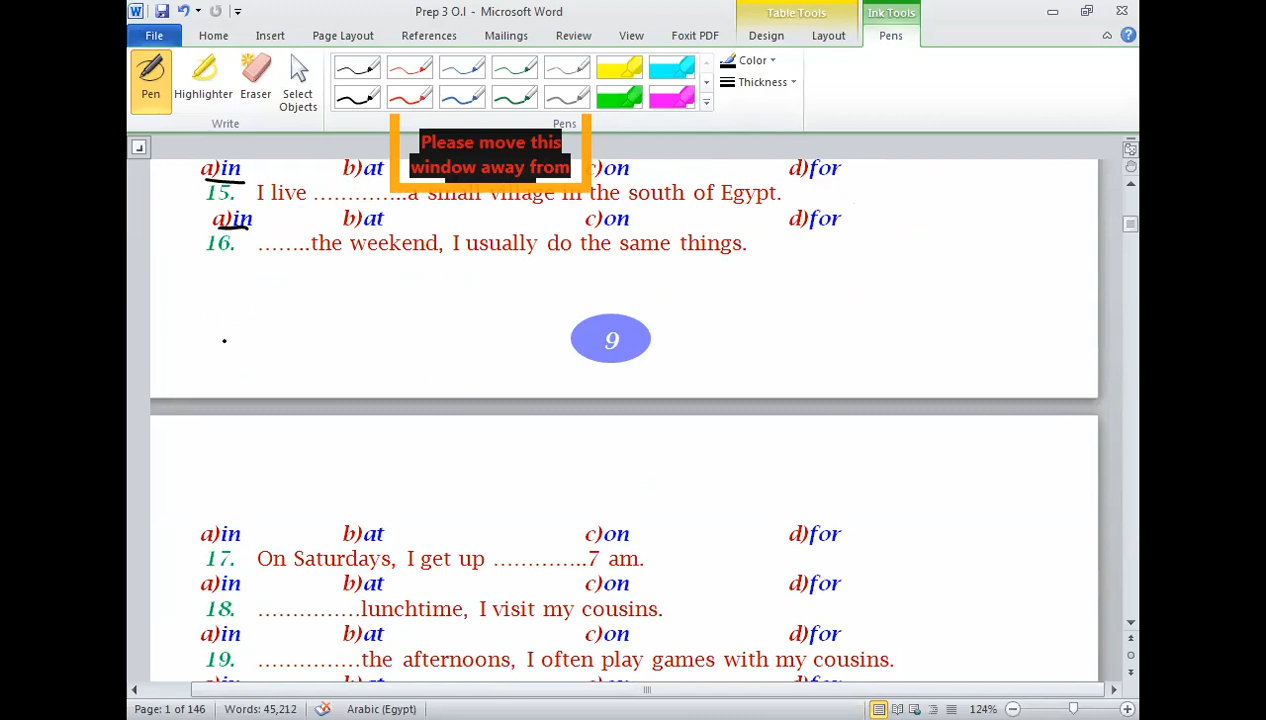 Prep 3 O.I - Microsoft Word
Table Tools
Ink Tools
File Home Insert Page Layout References Mailings Review View Foxit PDF Design Layout Pens
Pen
Highlighter
Eraser
Select Objects
Color
Thickness
Write
Pens
Please move this
window away from
a)in b)at c)on d)for
15. I live …………..a small village in the south of Egypt.
a)in b)at c)on d)for
16. ……..the weekend, I usually do the same things.
9
a)in b)at c)on d)for
17. On Saturdays, I get up …………..7 am.
a)in b)at c)on d)for
18. ……………lunchtime, I visit my cousins.
a)in b)at c)on d)for
19. ……………the afternoons, I often play games with my cousins.
Page: 1 of 146 Words: 45,212 Arabic (Egypt) 124%